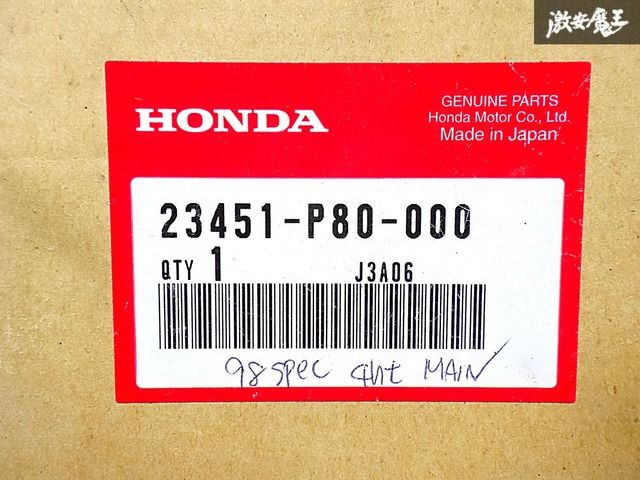 激安魔王
HONDA
GENUINE PARTS
Honda Motor Co., Ltd.
Made in Japan
23451-P80-000
QTY 1 J3A06
98 spec 4ht MAIN